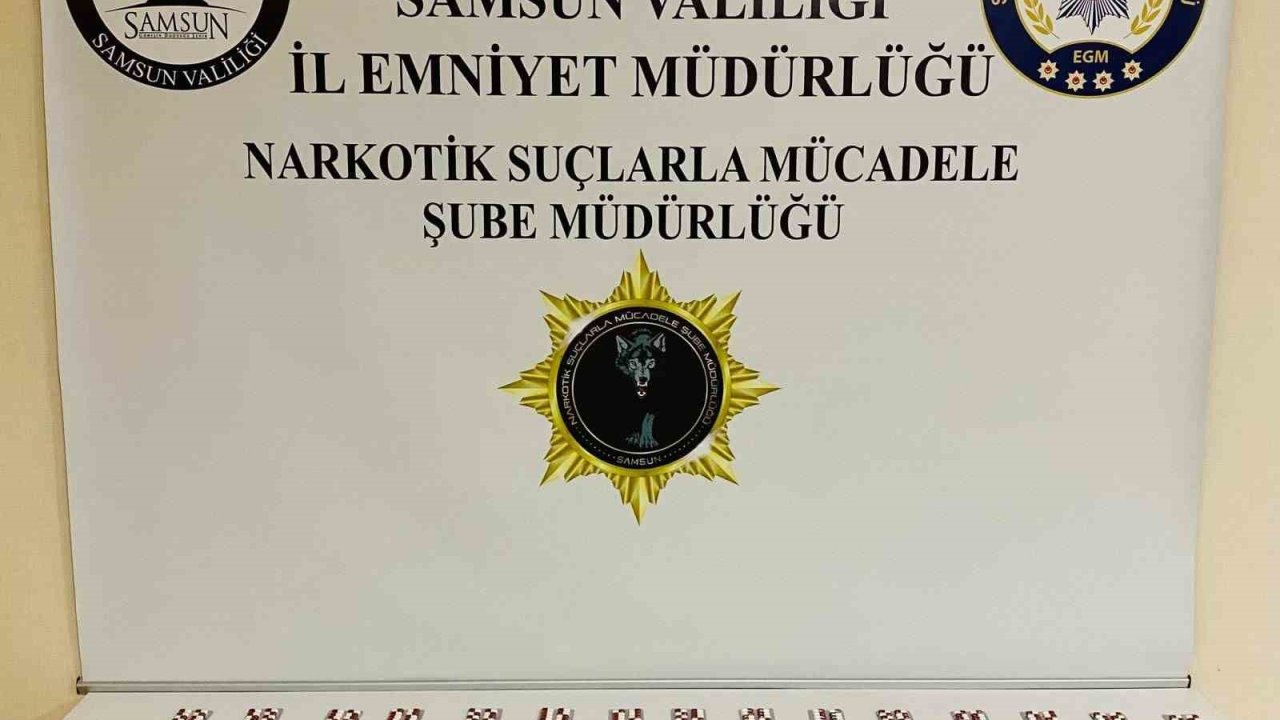 SAMSUN VALİLİĞİ
İL EMNİYET MÜDÜRLÜĞÜ
NARKOTİK SUÇLARLA MÜCADELE
ŞUBE MÜDÜRLÜĞÜ
SAMSUN
SAMSUN VALİLİĞİ
EGM
NARKOTİK SUÇLARLA MÜCADELE ŞUBE MÜDÜRLÜĞÜ
SAMSUN